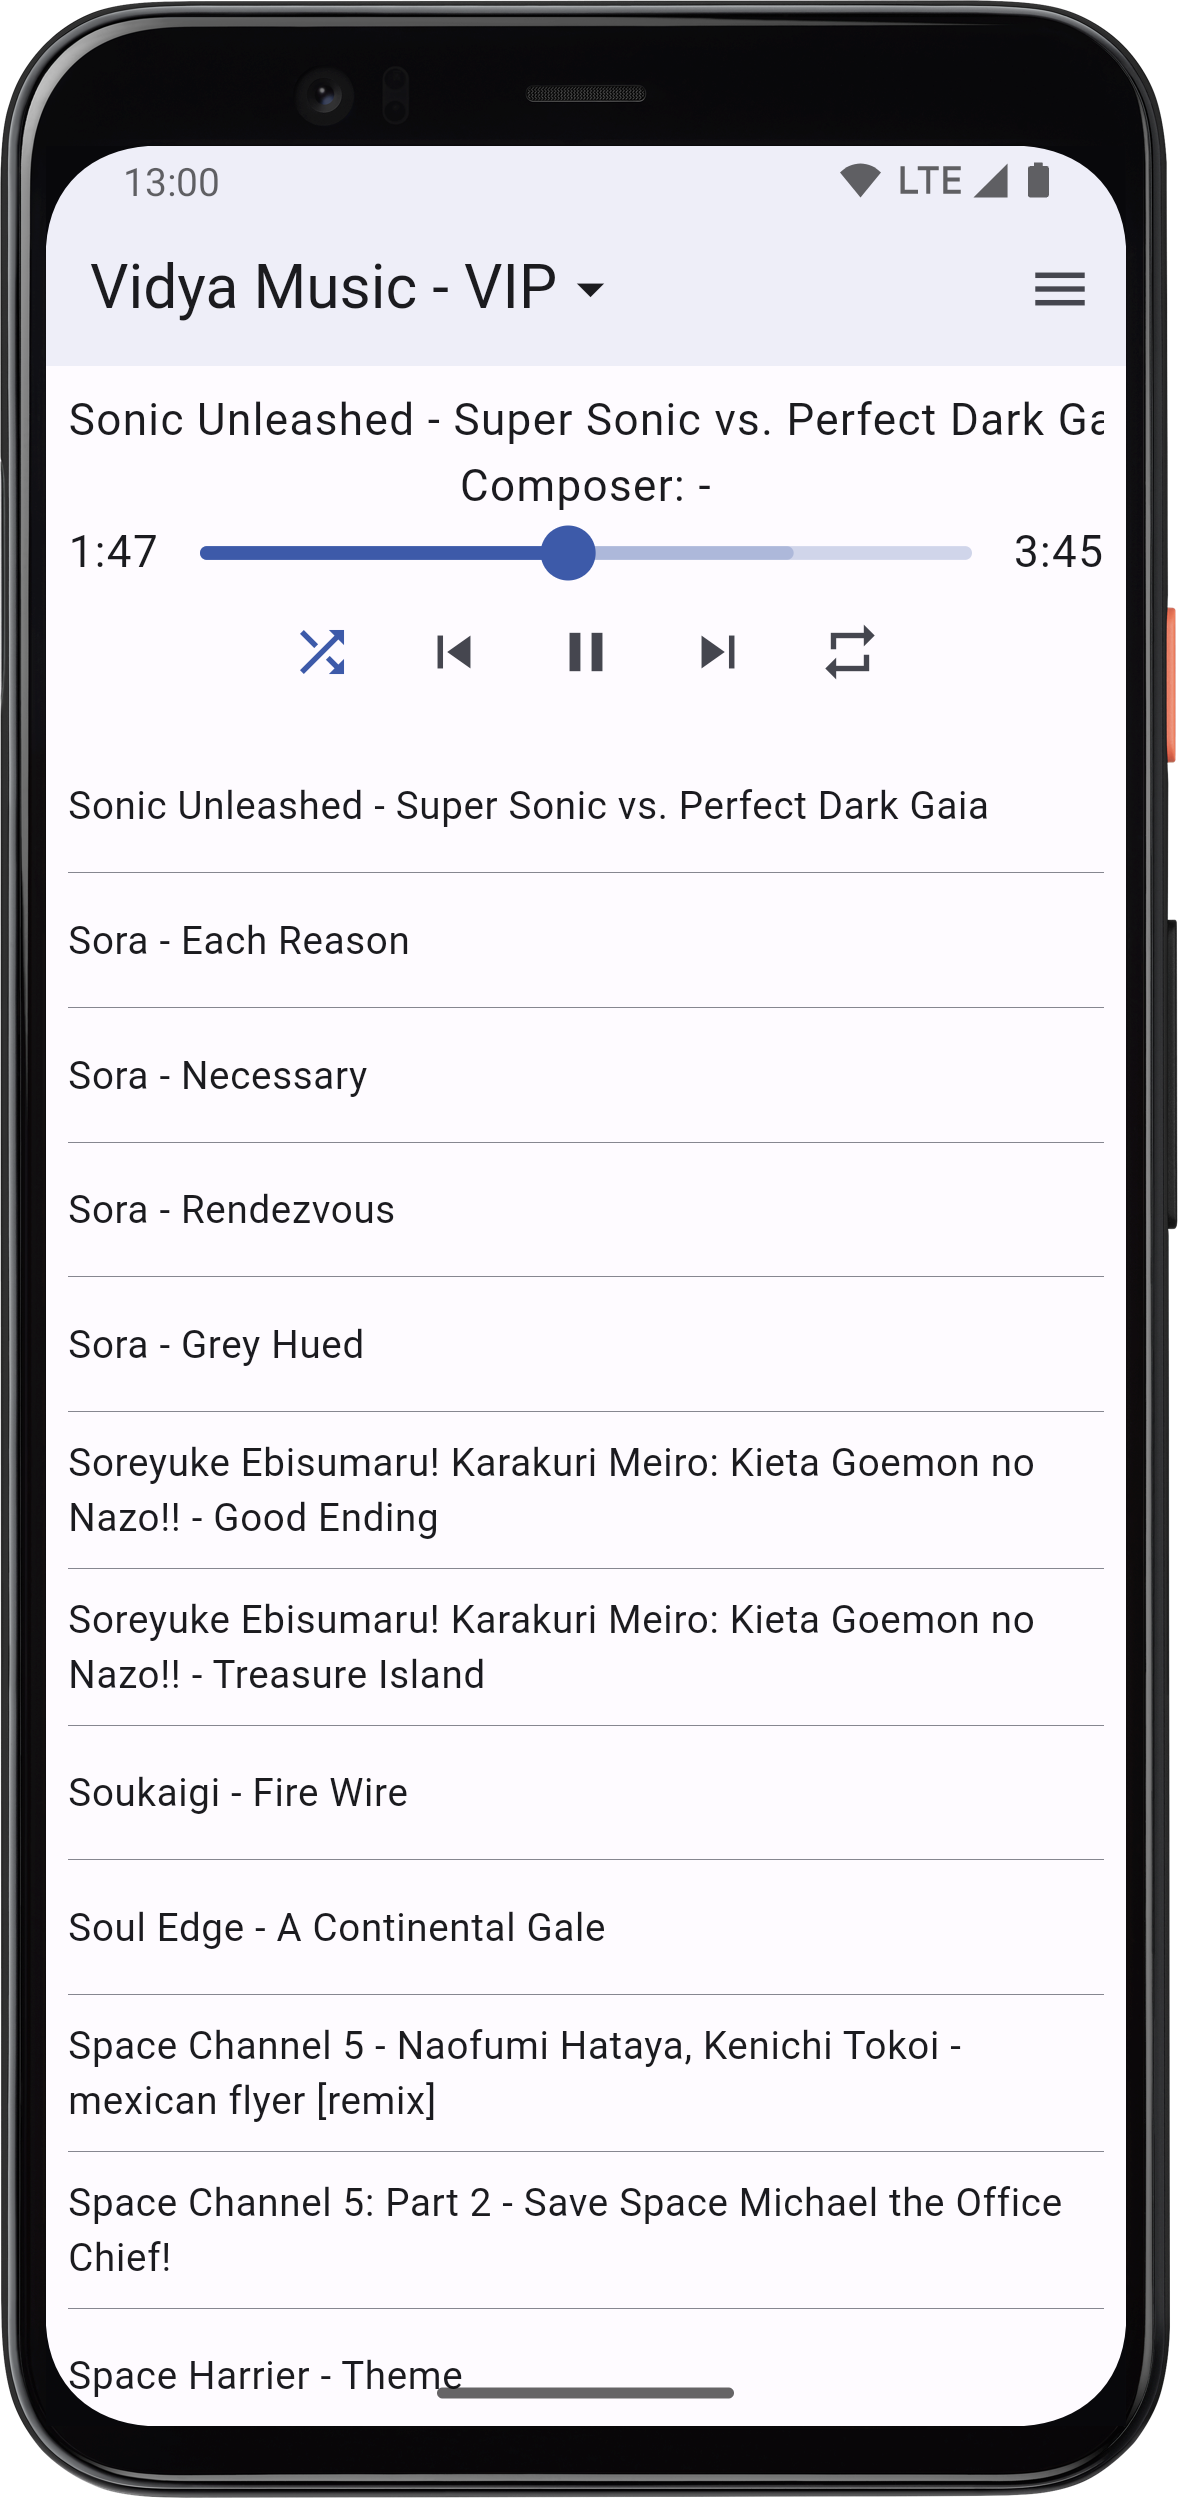 13:00
LTE
Vidya Music - VIP
Sonic Unleashed - Super Sonic vs. Perfect Dark Ga
Composer: -
1:47
3:45
Sonic Unleashed - Super Sonic vs. Perfect Dark Gaia
Sora - Each Reason
Sora - Necessary
Sora - Rendezvous
Sora - Grey Hued
Soreyuke Ebisumaru! Karakuri Meiro: Kieta Goemon no
Nazo!! - Good Ending
Soreyuke Ebisumaru! Karakuri Meiro: Kieta Goemon no
Nazo!! - Treasure Island
Soukaigi - Fire Wire
Soul Edge - A Continental Gale
Space Channel 5 - Naofumi Hataya, Kenichi Tokoi -
mexican flyer [remix]
Space Channel 5: Part 2 - Save Space Michael the Office
Chief!
Space Harrier - Theme